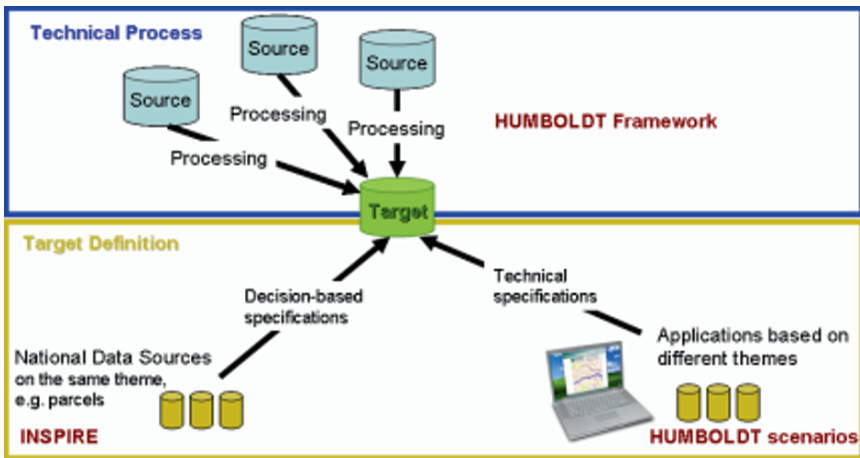 Technical Process
Source
Source
Source
Processing
Processing
Processing
HUMBOLDT Framework
Target
Target Definition
Decision-based
specifications
Technical
specifications
National Data Sources
on the same theme,
e.g. parcels
INSPIRE
Applications based on
different themes
HUMBOLDT scenarios